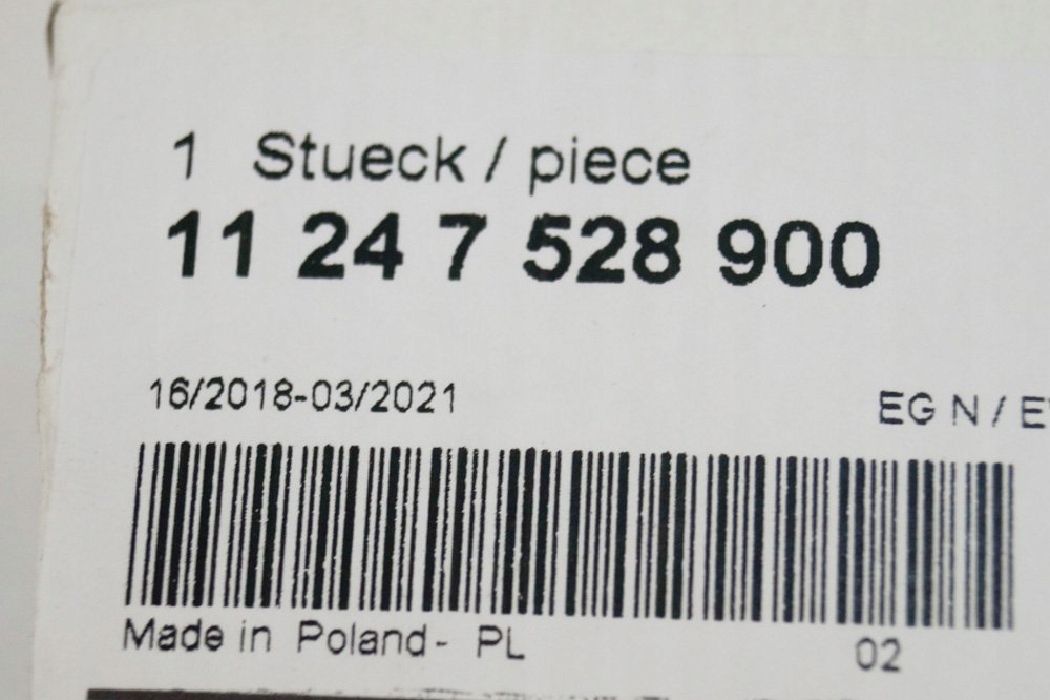 1 Stueck / piece
11 24 7 528 900
16/2018-03/2021
EG N / E
Made in Poland - PL
02